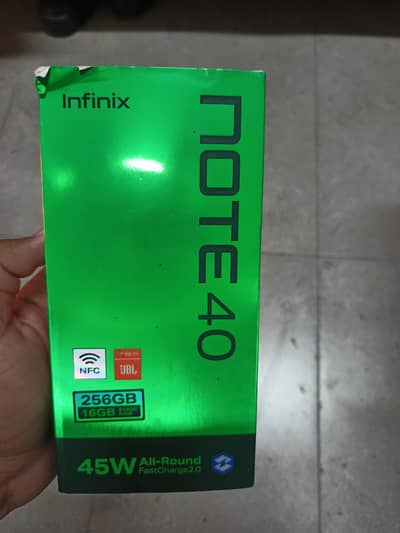 Infinix
NOTE 40
NFC
JBL
256GB
16GB
45W All-Round
FastCharge2.0